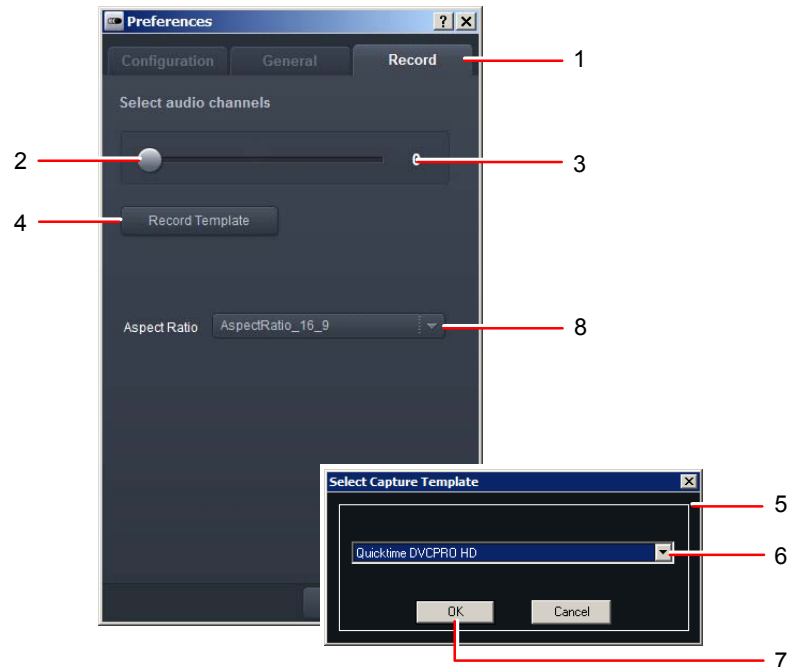 Preferences
Configuration General Record
1
Select audio channels
2
0
3
Record Template
4
Aspect Ratio AspectRatio_16_9
8
Select Capture Template
5
Quicktime DVCPRO HD
6
OK Cancel
7